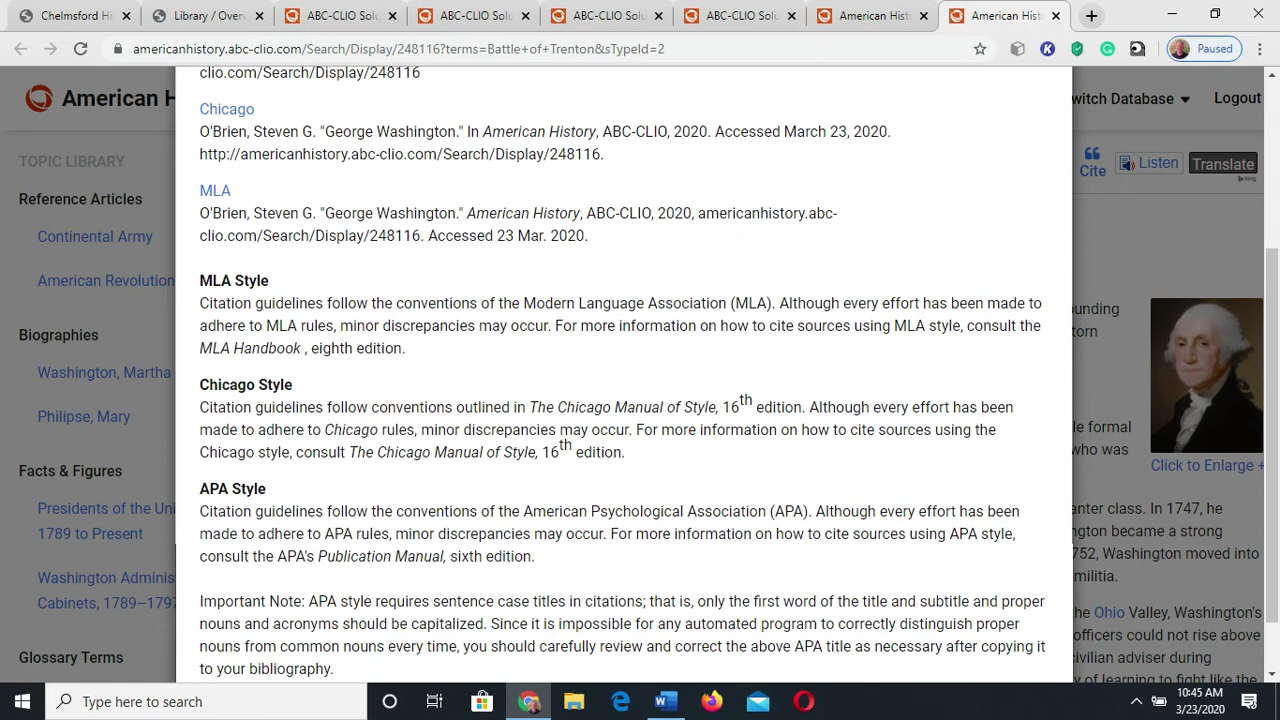 Chelmsford Hi
Library / Overv
ABC-CLIO Solu
ABC-CLIO Solu
ABC-CLIO Solu
ABC-CLIO Solu
American Hist
American Hist
americanhistory.abc-clio.com/Search/Display/248116?terms=Battle+of+Trenton&sTypeId=2
Paused
American H
witch Database
Logout
TOPIC LIBRARY
Reference Articles
Continental Army
American Revolution
Biographies
Washington, Martha
Philipse, Mary
Facts & Figures
Presidents of the Uni
1789 to Present
Washington Adminis
Cabinets, 1789–1797
Glossary Terms
clio.com/Search/Display/248116
Chicago
O'Brien, Steven G. "George Washington." In American History, ABC-CLIO, 2020. Accessed March 23, 2020.
http://americanhistory.abc-clio.com/Search/Display/248116.
MLA
O'Brien, Steven G. "George Washington." American History, ABC-CLIO, 2020, americanhistory.abc-
clio.com/Search/Display/248116. Accessed 23 Mar. 2020.
MLA Style
Citation guidelines follow the conventions of the Modern Language Association (MLA). Although every effort has been made to
adhere to MLA rules, minor discrepancies may occur. For more information on how to cite sources using MLA style, consult the
MLA Handbook , eighth edition.
Chicago Style
Citation guidelines follow conventions outlined in The Chicago Manual of Style, 16th edition. Although every effort has been
made to adhere to Chicago rules, minor discrepancies may occur. For more information on how to cite sources using the
Chicago style, consult The Chicago Manual of Style, 16th edition.
APA Style
Citation guidelines follow the conventions of the American Psychological Association (APA). Although every effort has been
made to adhere to APA rules, minor discrepancies may occur. For more information on how to cite sources using APA style,
consult the APA's Publication Manual, sixth edition.
Important Note: APA style requires sentence case titles in citations; that is, only the first word of the title and subtitle and proper
nouns and acronyms should be capitalized. Since it is impossible for any automated program to correctly distinguish proper
nouns from common nouns every time, you should carefully review and correct the above APA title as necessary after copying it
to your bibliography.
Cite
Listen
Translate
bing
ounding
torn
le formal
who was
Click to Enlarge +
anter class. In 1747, he
ngton became a strong
752, Washington moved into
militia.
he Ohio Valley, Washington's
officers could not rise above
civilian adviser during
y of learning to fight like the
Type here to search
10:45 AM
3/23/2020